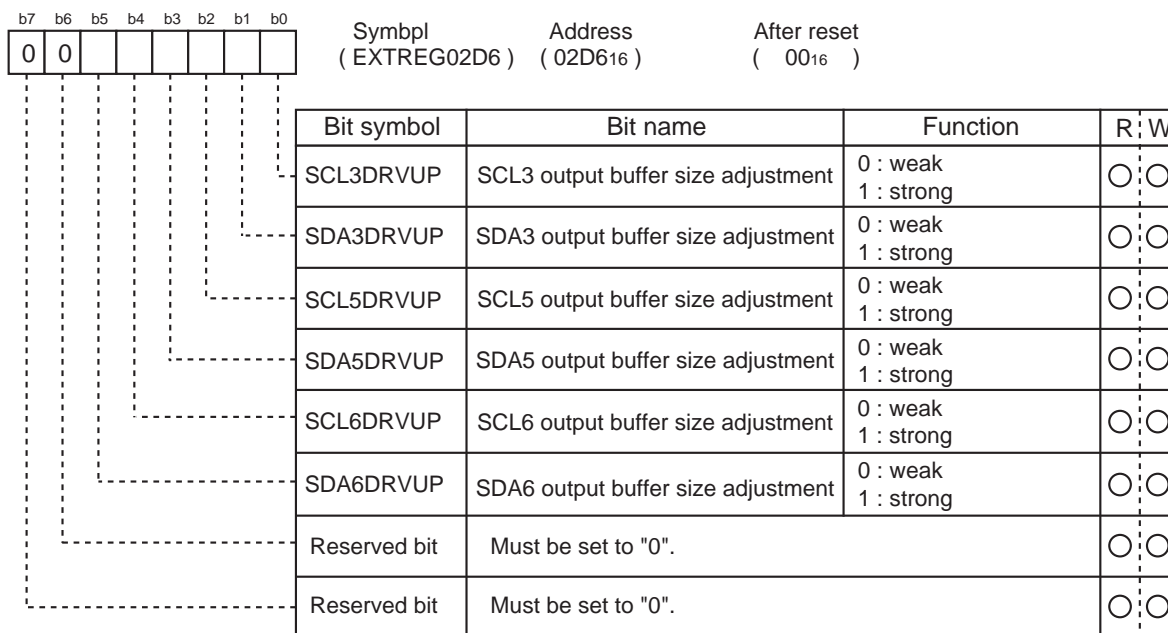 b7 b6 b5 b4 b3 b2 b1 b0
0 0
Symbpl Address After reset
( EXTREG02D6 ) ( 02D616 ) ( 0016 )
Bit symbol Bit name Function R W
SCL3DRVUP SCL3 output buffer size adjustment 0 : weak
1 : strong
SDA3DRVUP SDA3 output buffer size adjustment 0 : weak
1 : strong
SCL5DRVUP SCL5 output buffer size adjustment 0 : weak
1 : strong
SDA5DRVUP SDA5 output buffer size adjustment 0 : weak
1 : strong
SCL6DRVUP SCL6 output buffer size adjustment 0 : weak
1 : strong
SDA6DRVUP SDA6 output buffer size adjustment 0 : weak
1 : strong
Reserved bit Must be set to "0".
Reserved bit Must be set to "0".